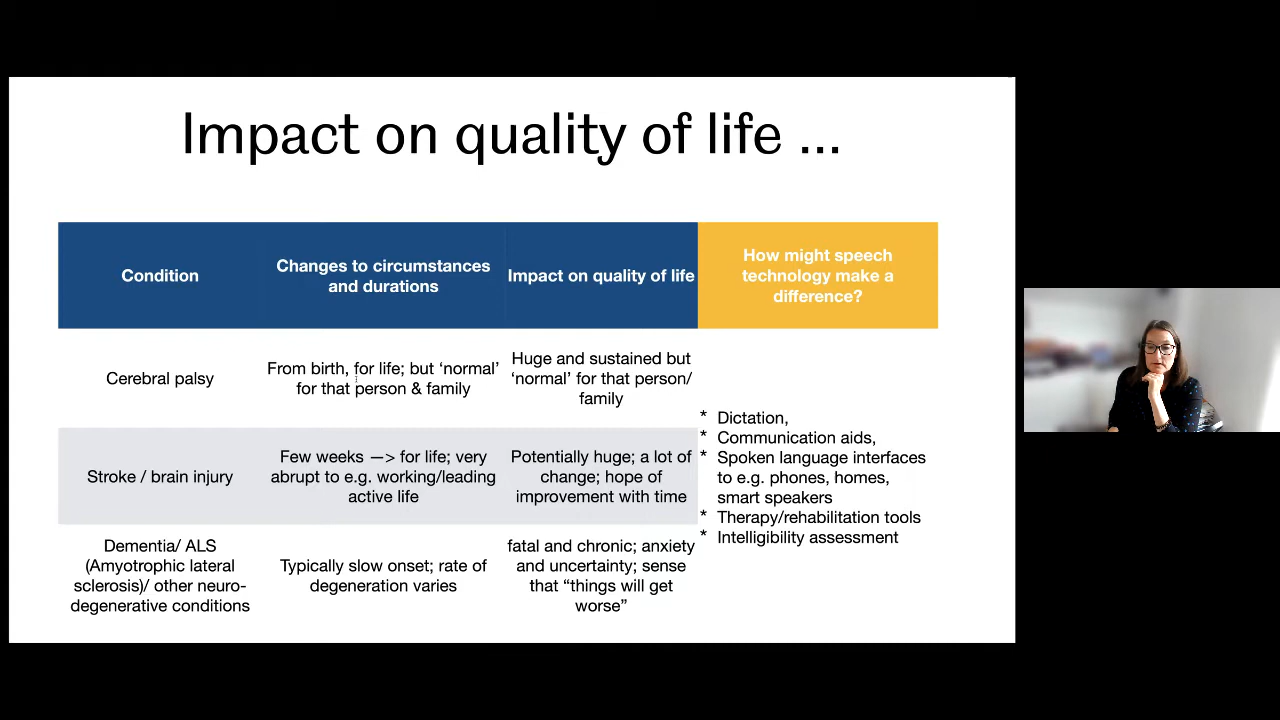 Impact on quality of life ...
Condition
Changes to circumstances
and durations
Impact on quality of life
How might speech
technology make a
difference?
Cerebral palsy
From birth, for life; but ‘normal’
for that person & family
Huge and sustained but
‘normal’ for that person/
family
Stroke / brain injury
Few weeks —> for life; very
abrupt to e.g. working/leading
active life
Potentially huge; a lot of
change; hope of
improvement with time
Dementia/ ALS
(Amyotrophic lateral
sclerosis)/ other neuro-
degenerative conditions
Typically slow onset; rate of
degeneration varies
fatal and chronic; anxiety
and uncertainty; sense
that “things will get
worse”
* Dictation,
* Communication aids,
* Spoken language interfaces
to e.g. phones, homes,
smart speakers
* Therapy/rehabilitation tools
* Intelligibility assessment